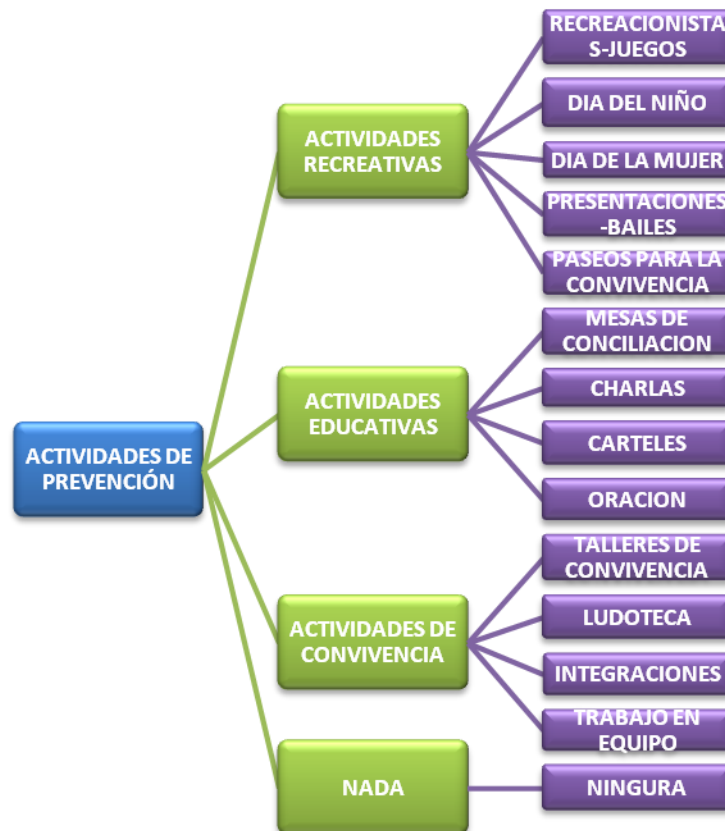 ACTIVIDADES DE
PREVENCIÓN
ACTIVIDADES
RECREATIVAS
RECREACIONISTA
S-JUEGOS
DIA DEL NIÑO
DIA DE LA MUJER
PRESENTACIONES
-BAILES
PASEOS PARA LA
CONVIVENCIA
ACTIVIDADES
EDUCATIVAS
MESAS DE
CONCILIACION
CHARLAS
CARTELES
ORACION
ACTIVIDADES DE
CONVIVENCIA
TALLERES DE
CONVIVENCIA
LUDOTECA
INTEGRACIONES
TRABAJO EN
EQUIPO
NADA
NINGURA